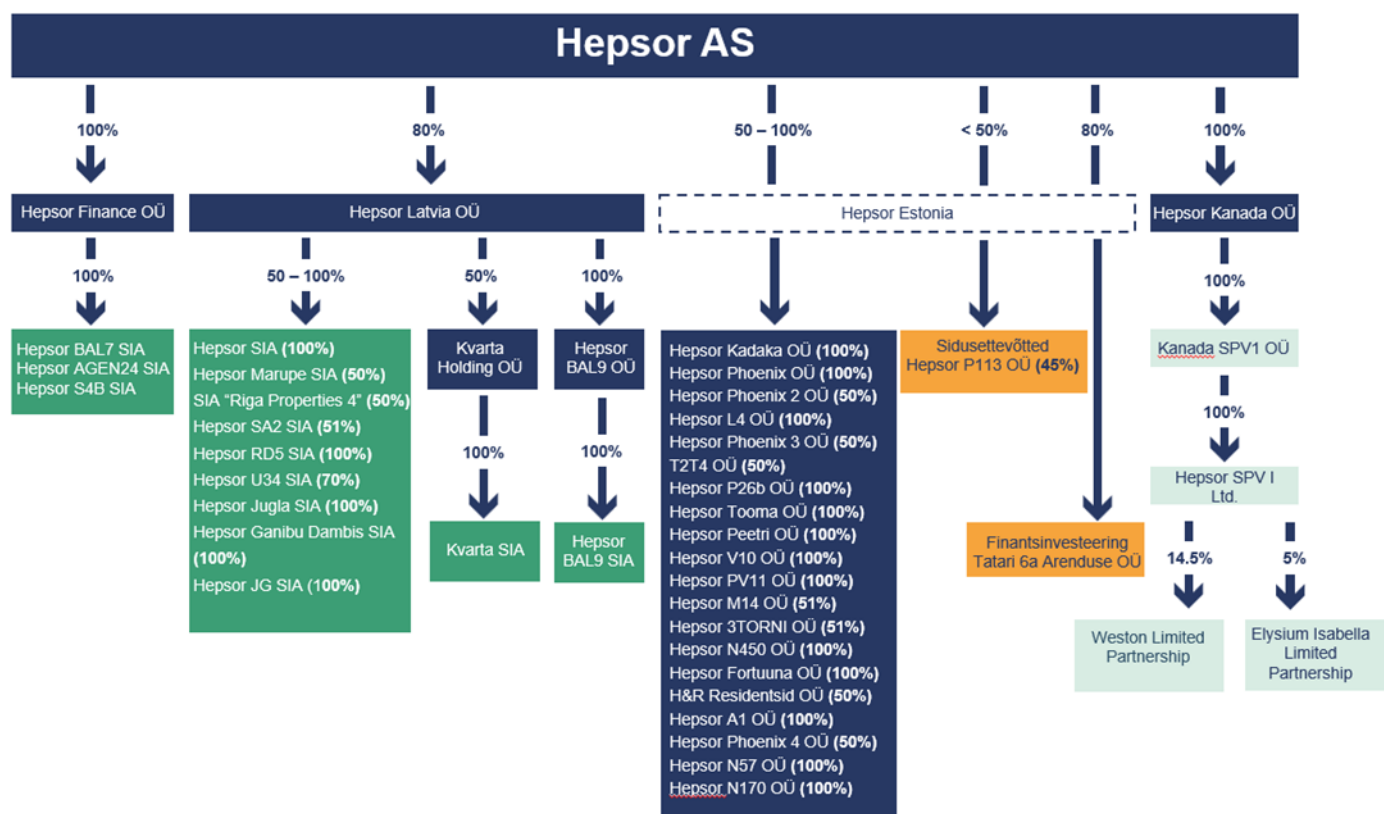 Hepsor AS
100%
80%
50 – 100%
< 50%
80%
100%
Hepsor Finance OÜ
Hepsor Latvia OÜ
Hepsor Estonia
Hepsor Kanada OÜ
100%
50 – 100%
50%
100%
100%
Hepsor BAL7 SIA
Hepsor AGEN24 SIA
Hepsor S4B SIA
Hepsor SIA (100%)
Hepsor Marupe SIA (50%)
SIA "Riga Properties 4" (50%)
Hepsor SA2 SIA (51%)
Hepsor RD5 SIA (100%)
Hepsor U34 SIA (70%)
Hepsor Jugla SIA (100%)
Hepsor Ganibu Dambis SIA
(100%)
Hepsor JG SIA (100%)
Kvarta
Holding OÜ
100%
Kvarta SIA
Hepsor
BAL9 OÜ
100%
Hepsor
BAL9 SIA
Hepsor Kadaka OÜ (100%)
Hepsor Phoenix OÜ (100%)
Hepsor Phoenix 2 OÜ (50%)
Hepsor L4 OÜ (100%)
Hepsor Phoenix 3 OÜ (50%)
T2T4 OÜ (50%)
Hepsor P26b OÜ (100%)
Hepsor Tooma OÜ (100%)
Hepsor Peetri OÜ (100%)
Hepsor V10 OÜ (100%)
Hepsor PV11 OÜ (100%)
Hepsor M14 OÜ (51%)
Hepsor 3TORNI OÜ (51%)
Hepsor N450 OÜ (100%)
Hepsor Fortuuna OÜ (100%)
H&R Residentsid OÜ (50%)
Hepsor A1 OÜ (100%)
Hepsor Phoenix 4 OÜ (50%)
Hepsor N57 OÜ (100%)
Hepsor N170 OÜ (100%)
Sidusettevõtted
Hepsor P113 OÜ (45%)
Finantsinvesteering
Tatari 6a Arenduse OÜ
Kanada SPV1 OÜ
100%
Hepsor SPV I
Ltd.
14.5%
5%
Weston Limited
Partnership
Elysium Isabella
Limited
Partnership